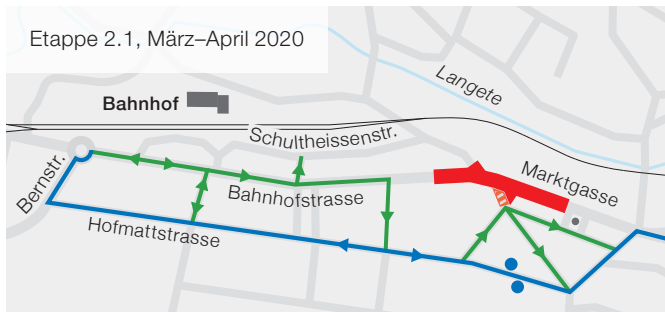 Etappe 2.1, März–April 2020
Langete
Bahnhof
Schultheissenstr.
Bernstr.
Bahnhofstrasse
Marktgasse
Hofmattstrasse